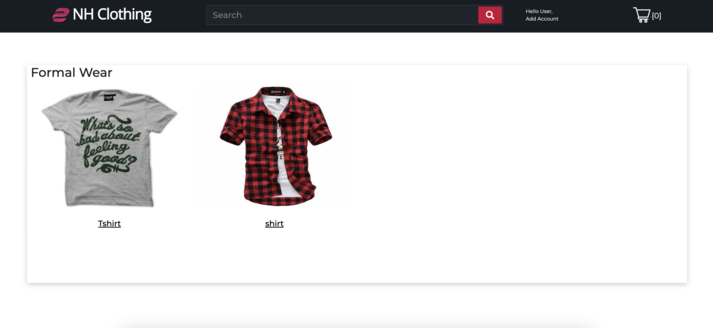 NH Clothing
Search
Hello User,
Add Account
[0]
Formal Wear
What's so
bad about
feeling
good?
Tshirt
shirt